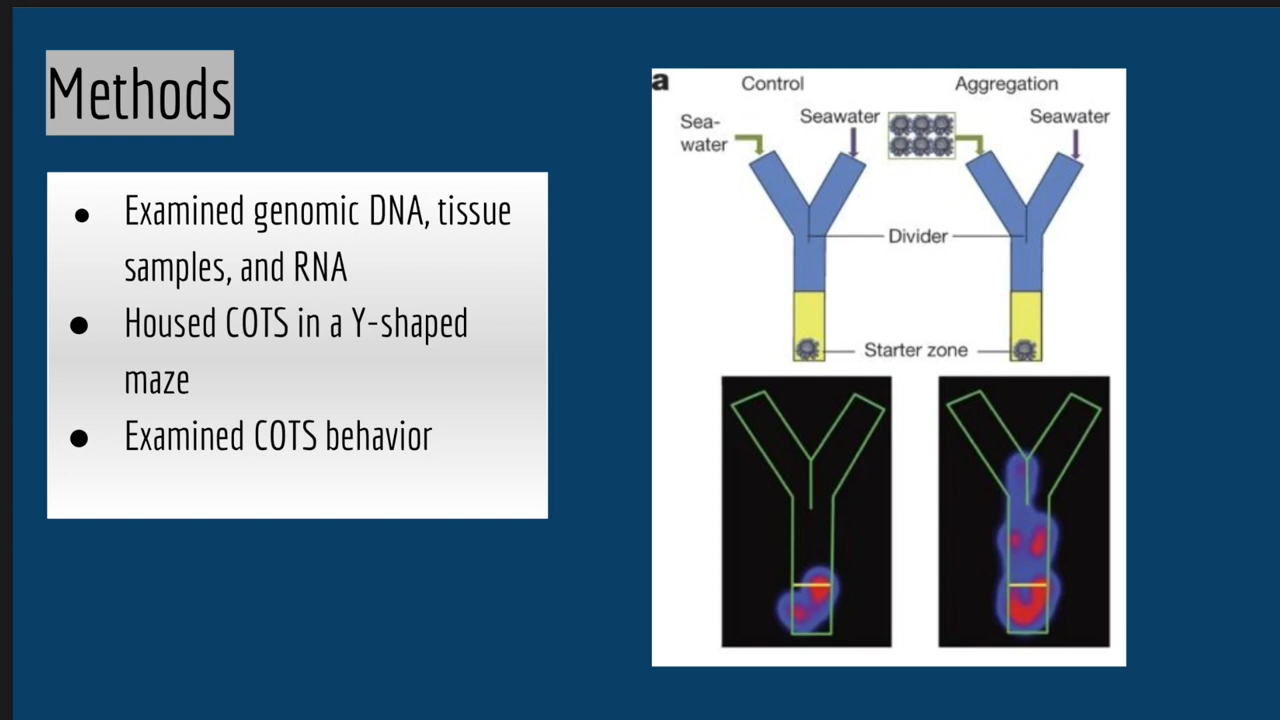 Methods
● Examined genomic DNA, tissue
samples, and RNA
● Housed COTS in a Y-shaped
maze
● Examined COTS behavior
a
Control
Aggregation
Sea-
water
Seawater
Seawater
Divider
Starter zone